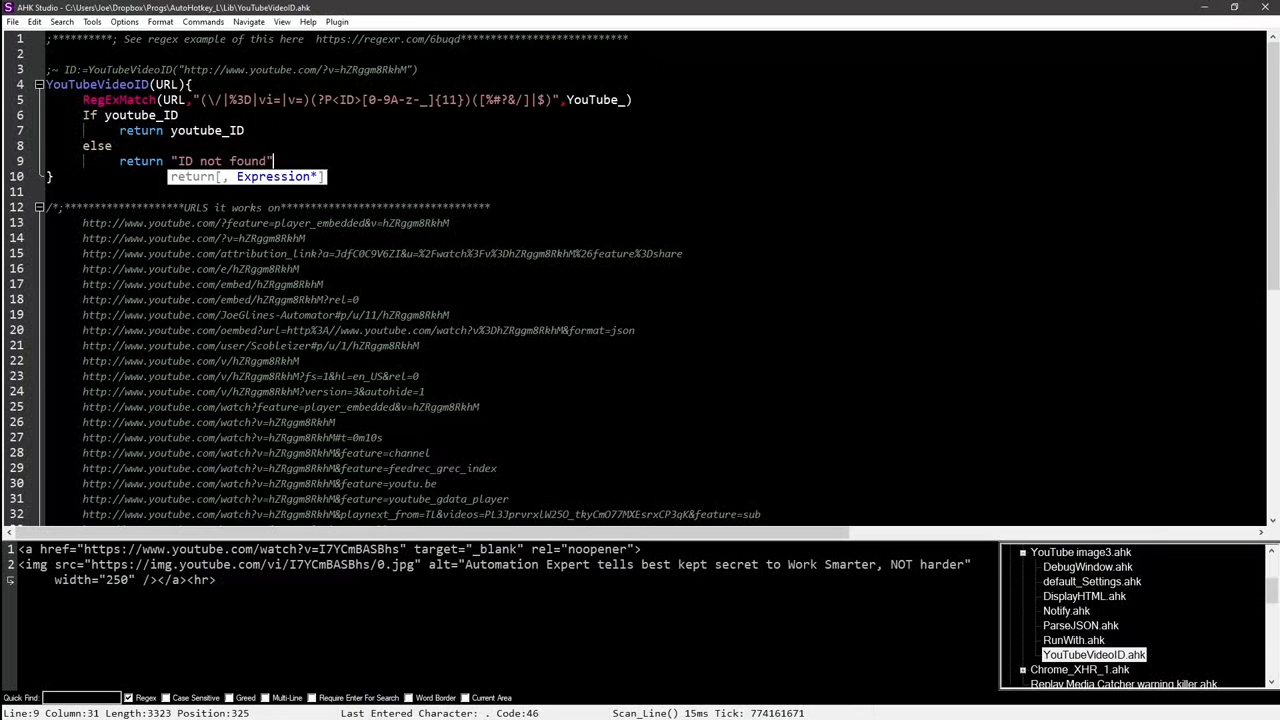 AHK Studio - C:\Users\Joe\Dropbox\Progs\AutoHotkey_L\Lib\YouTubeVideoID.ahk
File Edit Search Tools Options Format Commands Navigate View Help Plugin
1 ;**********; See regex example of this here  https://regexr.com/6buqd***************************
2
3 ;~ ID:=YouTubeVideoID("http://www.youtube.com/?v=hZRggm8RkhM")
4 YouTubeVideoID(URL){
5 RegExMatch(URL,"(\/|%3D|vi=|v=)(?P<ID>[0-9A-z-_]{11})([%#?&/]|$)",YouTube_)
6 If youtube_ID
7 return youtube_ID
8 else
9 return "ID not found"
10 }
return[, Expression*]
11
12 /*;********************URLS it works on*********************************
13 http://www.youtube.com/?feature=player_embedded&v=hZRggm8RkhM
14 http://www.youtube.com/?v=hZRggm8RkhM
15 http://www.youtube.com/attribution_link?a=JdfC0C9V6ZI&u=%2Fwatch%3Fv%3DhZRggm8RkhM%26feature%3Dshare
16 http://www.youtube.com/e/hZRggm8RkhM
17 http://www.youtube.com/embed/hZRggm8RkhM
18 http://www.youtube.com/embed/hZRggm8RkhM?rel=0
19 http://www.youtube.com/JoeGlines-Automator#p/u/11/hZRggm8RkhM
20 http://www.youtube.com/oembed?url=http%3A//www.youtube.com/watch?v%3DhZRggm8RkhM&format=json
21 http://www.youtube.com/user/Scobleizer#p/u/1/hZRggm8RkhM
22 http://www.youtube.com/v/hZRggm8RkhM
23 http://www.youtube.com/v/hZRggm8RkhM?fs=1&hl=en_US&rel=0
24 http://www.youtube.com/v/hZRggm8RkhM?version=3&autohide=1
25 http://www.youtube.com/watch?feature=player_embedded&v=hZRggm8RkhM
26 http://www.youtube.com/watch?v=hZRggm8RkhM
27 http://www.youtube.com/watch?v=hZRggm8RkhM#t=0m10s
28 http://www.youtube.com/watch?v=hZRggm8RkhM&feature=channel
29 http://www.youtube.com/watch?v=hZRggm8RkhM&feature=feedrec_grec_index
30 http://www.youtube.com/watch?v=hZRggm8RkhM&feature=youtu.be
31 http://www.youtube.com/watch?v=hZRggm8RkhM&feature=youtube_gdata_player
32 http://www.youtube.com/watch?v=hZRggm8RkhM&playnext_from=TL&videos=PL3JprvrxlW25O_tkyCmO77MXEsrxCP3qK&feature=sub
1 <a href="https://www.youtube.com/watch?v=I7YCmBASBhs" target="_blank" rel="noopener">
2 <img src="https://img.youtube.com/vi/I7YCmBASBhs/0.jpg" alt="Automation Expert tells best kept secret to Work Smarter, NOT harder"
width="250" /></a><hr>
YouTube image3.ahk
DebugWindow.ahk
default_Settings.ahk
DisplayHTML.ahk
Notify.ahk
ParseJSON.ahk
RunWith.ahk
YouTubeVideoID.ahk
Chrome_XHR_1.ahk
Replay Media Catcher warning killer.ahk
Quick Find: Regex Case Sensitive Greed Multi-Line Require Enter For Search Word Border Current Area
Line:9 Column:31 Length:3323 Position:325 Last Entered Character: . Code:46 Scan_Line() 15ms Tick: 774161671